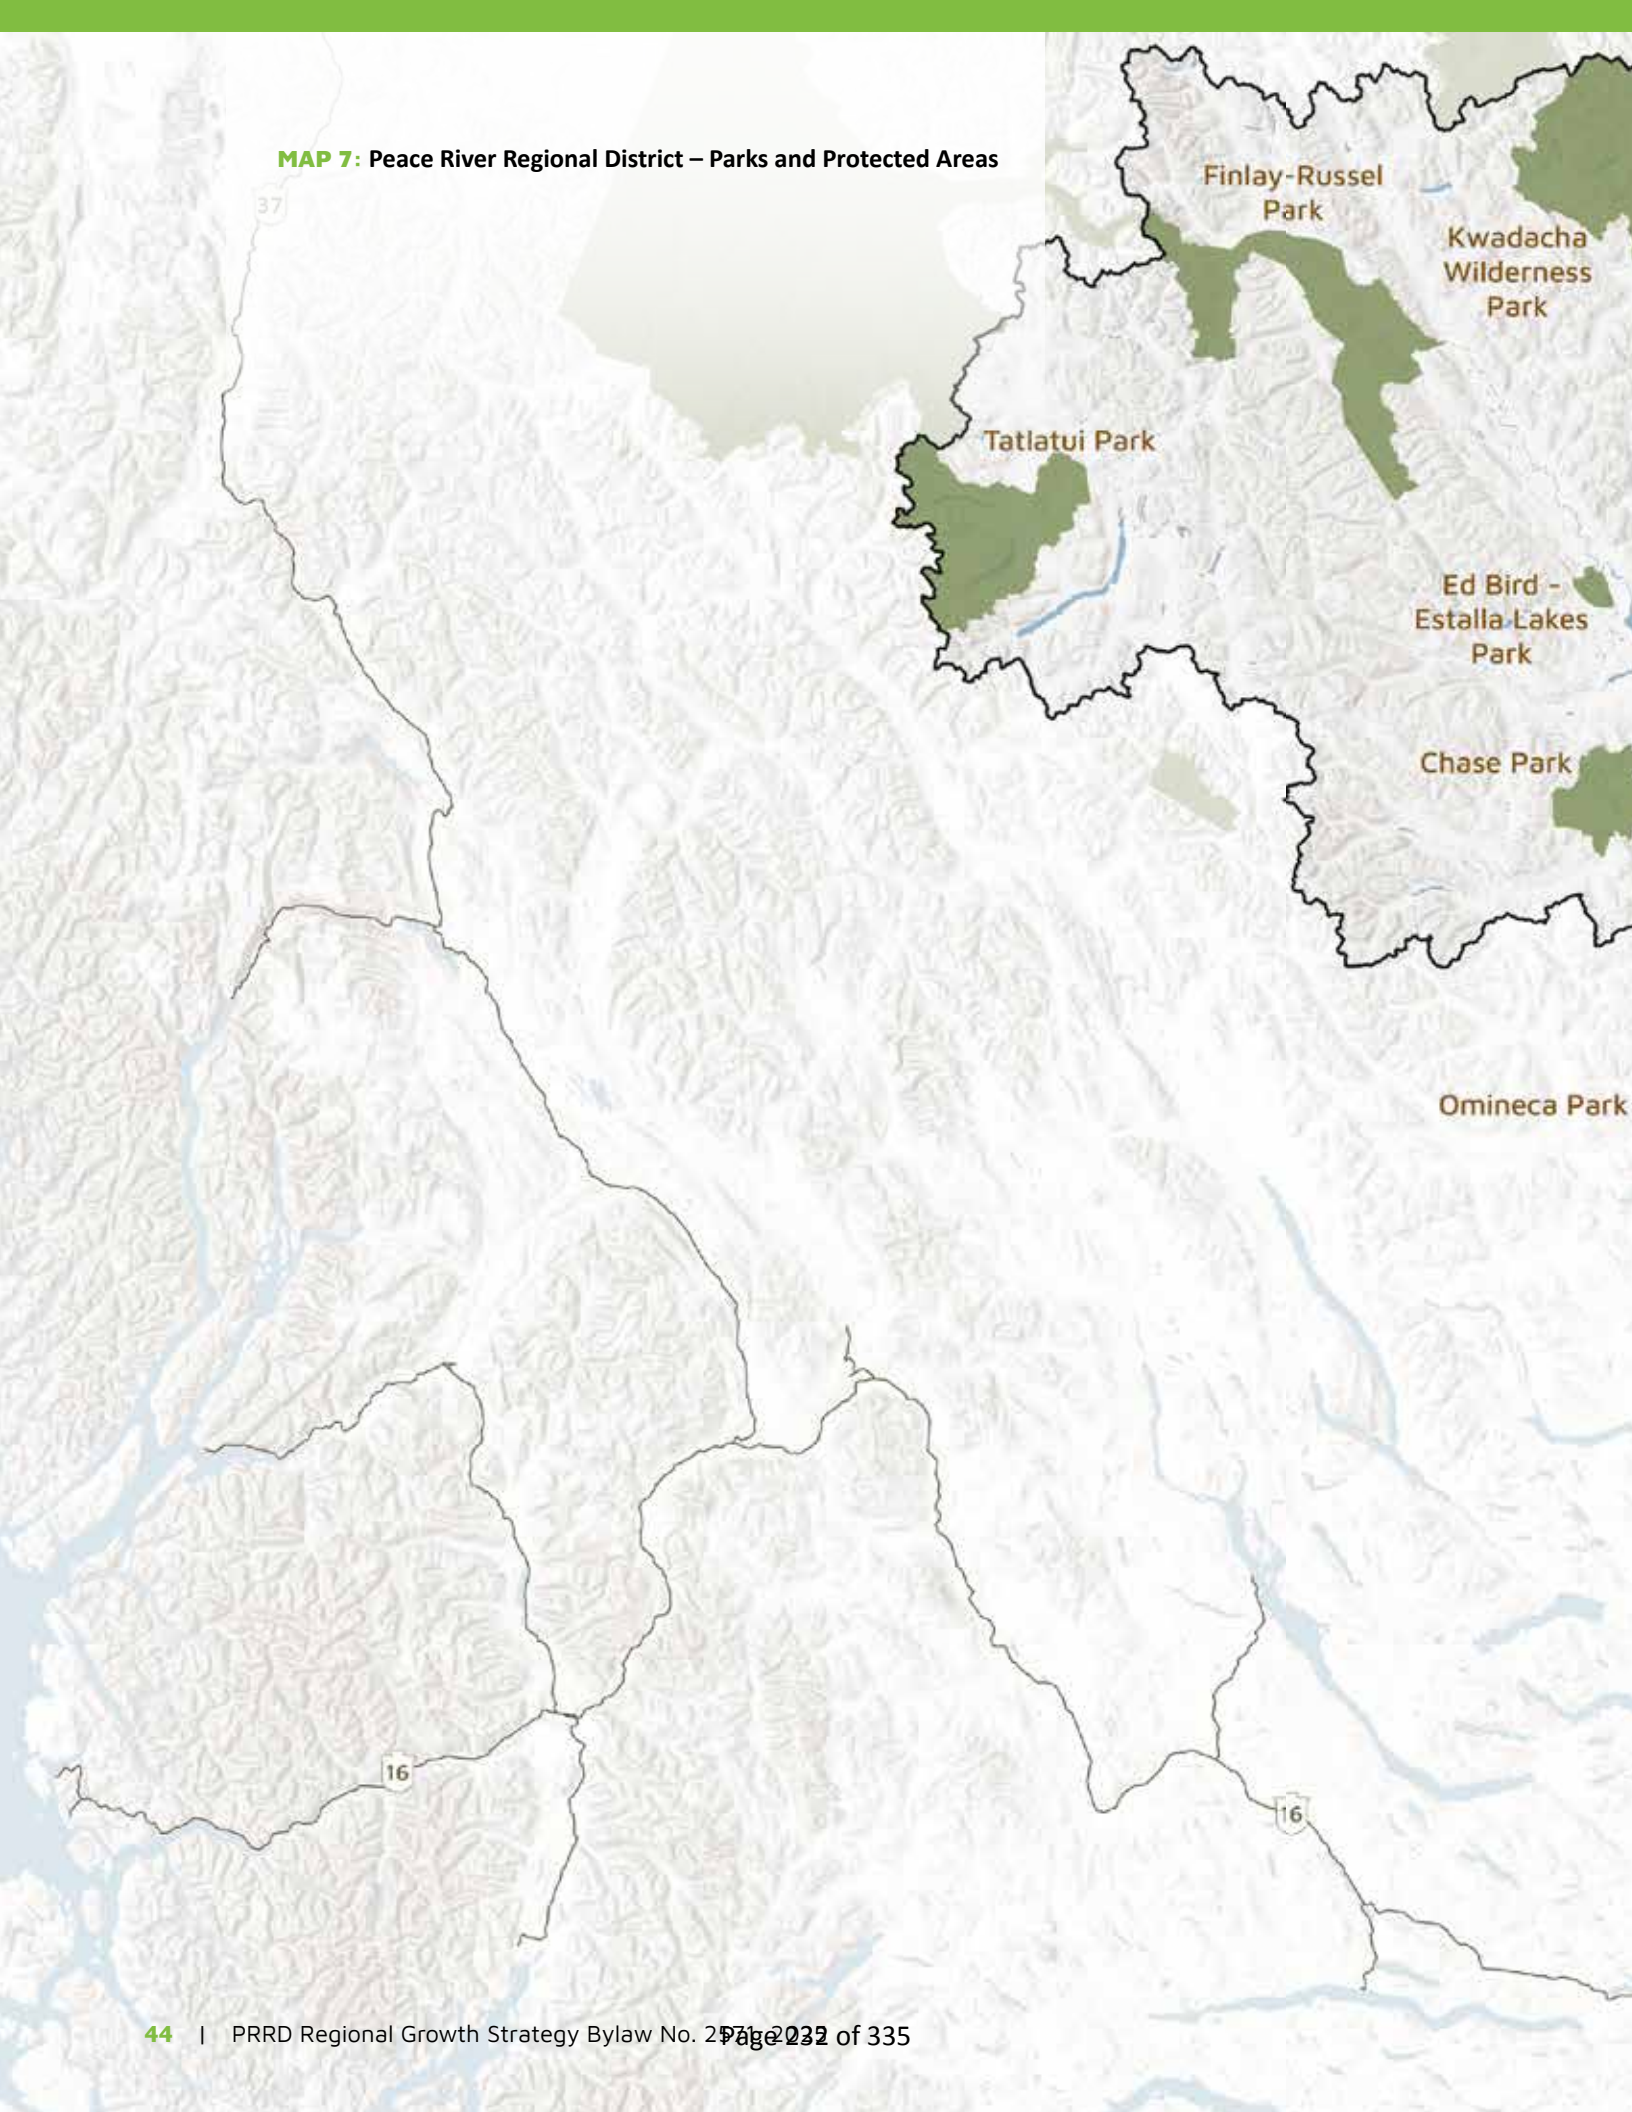 MAP 7: Peace River Regional District – Parks and Protected Areas
37
Finlay-Russel
Park
Kwadacha
Wilderness
Park
Tatlatui Park
Ed Bird -
Estalla Lakes
Park
Chase Park
Omineca Park
16
16
44 | PRRD Regional Growth Strategy Bylaw No.
Page 232 of 335